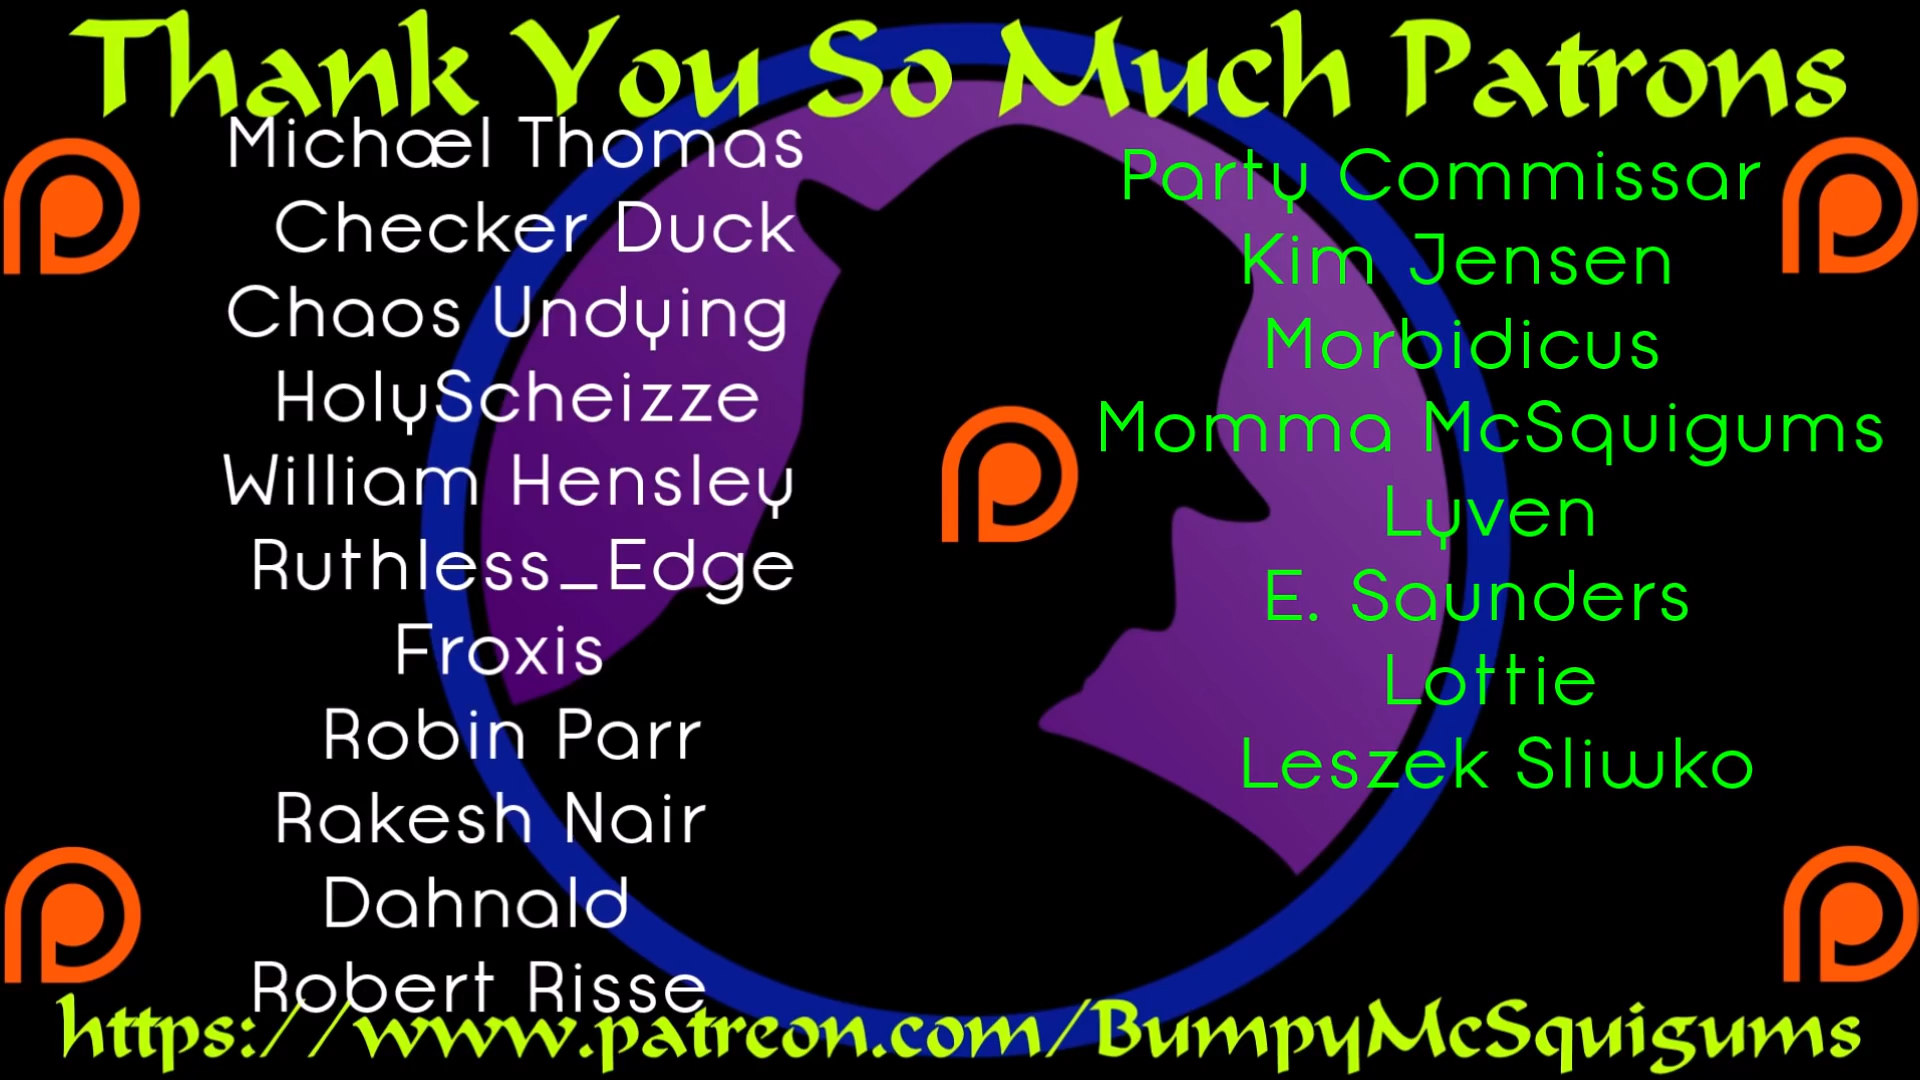 Thank You So Much Patrons
Michael Thomas
Checker Duck
Chaos Undying
HolyScheizze
William Hensley
Ruthless_Edge
Froxis
Robin Parr
Rakesh Nair
Dahnald
Robert Risse
Party Commissar
Kim Jensen
Morbidicus
Momma McSquigums
Lyven
E. Saunders
Lottie
Leszek Sliwko
https://www.patreon.com/BumpyMcSquigums